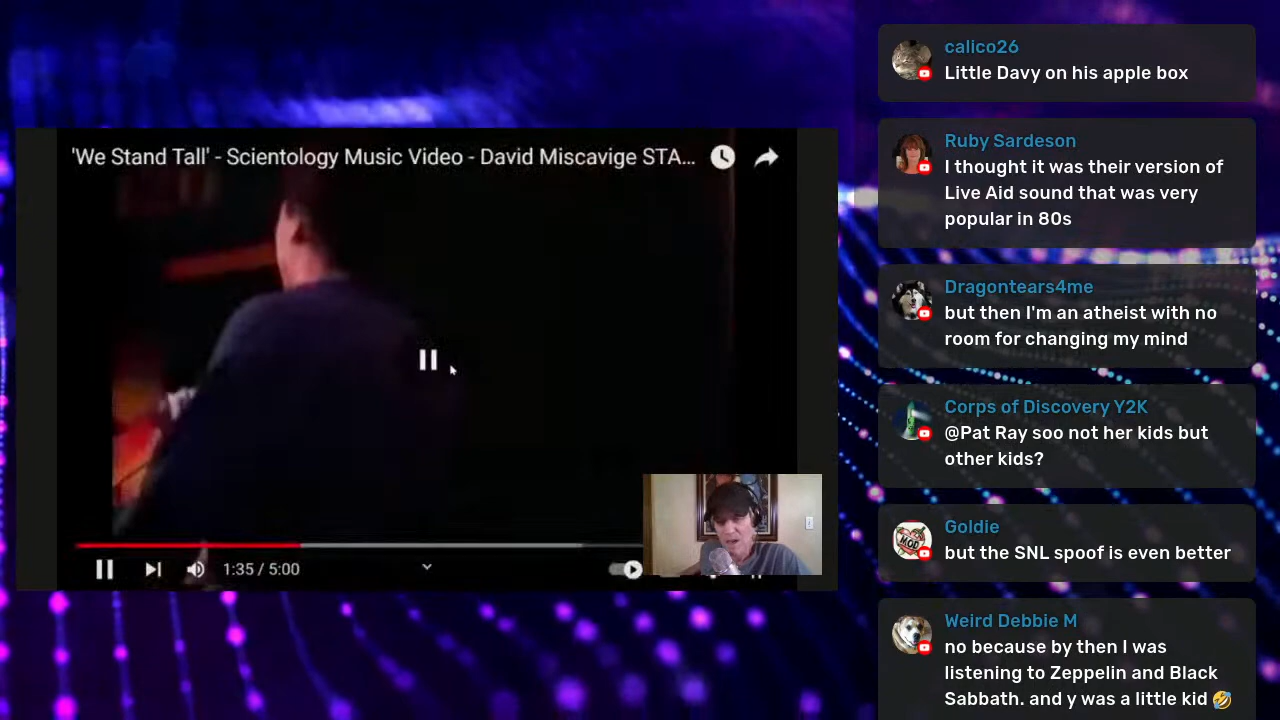 'We Stand Tall' - Scientology Music Video - David Miscavige STA...
1:35 / 5:00
calico26
Little Davy on his apple box
Ruby Sardeson
I thought it was their version of
Live Aid sound that was very
popular in 80s
Dragontears4me
but then I'm an atheist with no
room for changing my mind
Corps of Discovery Y2K
@Pat Ray soo not her kids but
other kids?
Goldie
MOD
but the SNL spoof is even better
Weird Debbie M
no because by then I was
listening to Zeppelin and Black
Sabbath. and y was a little kid 🤣